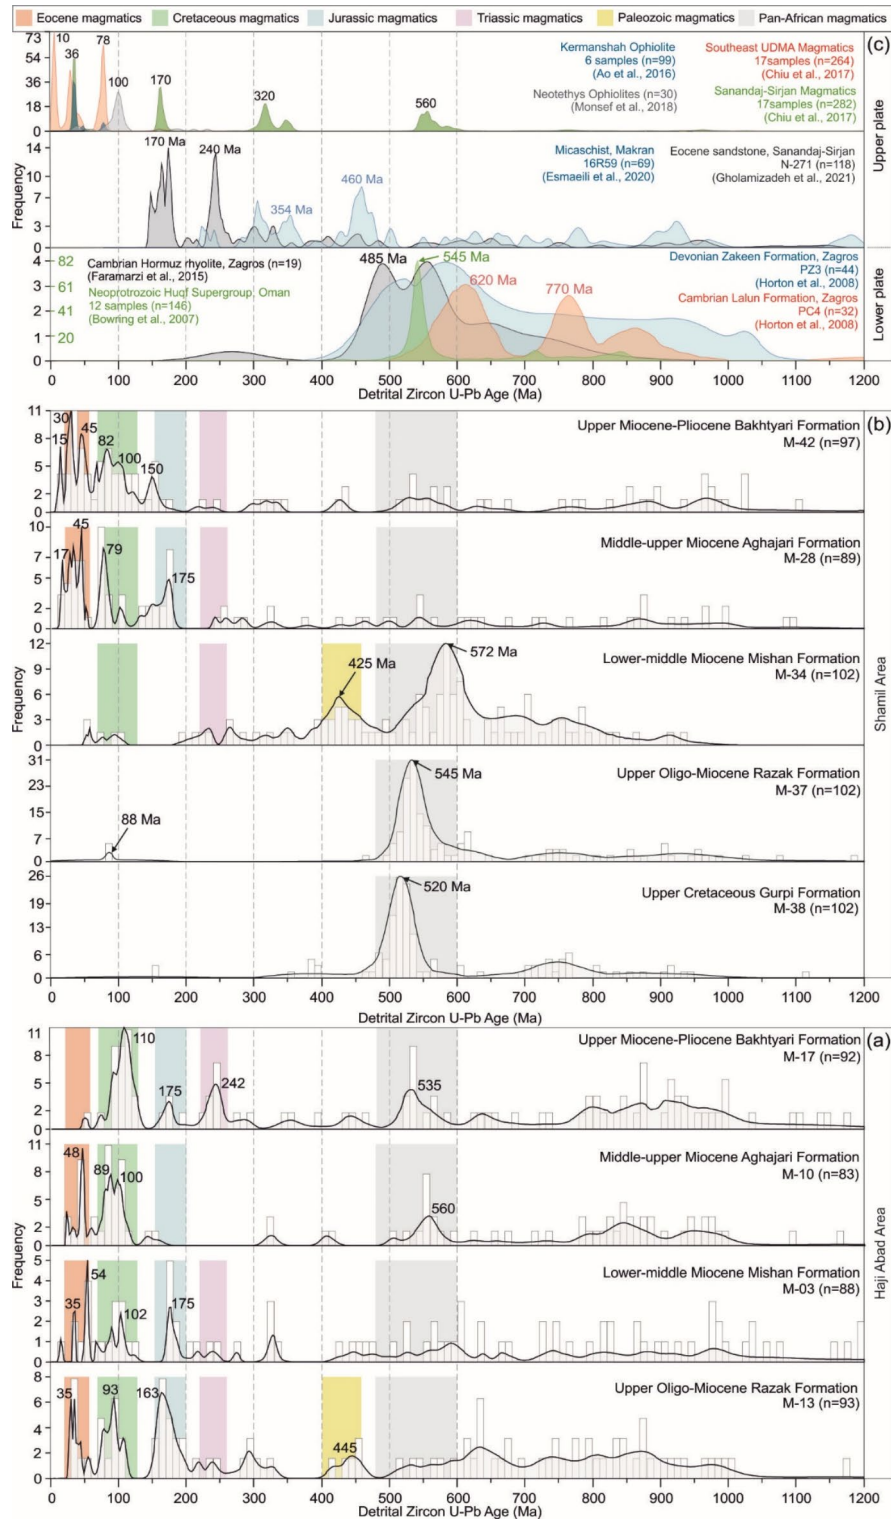 Eocene magmatics
Cretaceous magmatics
Jurassic magmatics
Triassic magmatics
Paleozoic magmatics
Pan-African magmatics
(c)
73
54
36
18
0
10
36
78
100
170
320
560
Kermanshah Ophiolite
6 samples (n=99)
(Ao et al., 2016)
Neotethys Ophiolites (n=30)
(Monsef et al., 2018)
Southeast UDMA Magmatics
17samples (n=264)
(Chiu et al., 2017)
Sanandaj-Sirjan Magmatics
17samples (n=282)
(Chiu et al., 2017)
Upper plate
Frequency
14
10
7
3
0
170 Ma
240 Ma
354 Ma
460 Ma
Micaschist, Makran
16R59 (n=69)
(Esmaeili et al., 2020)
Eocene sandstone, Sanandaj-Sirjan
N-271 (n=118)
(Gholamizadeh et al., 2021)
82
61
41
20
4
3
2
1
0
Cambrian Hormuz rhyolite, Zagros (n=19)
(Faramarzi et al., 2015)
Neoprotrozoic Huqf Supergroup, Oman
12 samples (n=146)
(Bowring et al., 2007)
485 Ma
545 Ma
620 Ma
770 Ma
Devonian Zakeen Formation, Zagros
PZ3 (n=44)
(Horton et al., 2008)
Cambrian Lalun Formation, Zagros
PC4 (n=32)
(Horton et al., 2008)
Lower plate
0 100 200 300 400 500 600 700 800 900 1000 1100 1200
Detrital Zircon U-Pb Age (Ma)
(b)
11
8
5
2
0
30
15
45
82
100
150
Upper Miocene-Pliocene Bakhtyari Formation
M-42 (n=97)
10
7
5
2
0
45
17
79
175
Middle-upper Miocene Aghajari Formation
M-28 (n=89)
Frequency
12
9
6
3
0
425 Ma
572 Ma
Lower-middle Miocene Mishan Formation
M-34 (n=102)
Shamil Area
31
23
15
7
0
88 Ma
545 Ma
Upper Oligo-Miocene Razak Formation
M-37 (n=102)
26
19
13
6
0
520 Ma
Upper Cretaceous Gurpi Formation
M-38 (n=102)
0 100 200 300 400 500 600 700 800 900 1000 1100 1200
Detrital Zircon U-Pb Age (Ma)
(a)
11
8
5
2
0
110
175
242
535
Upper Miocene-Pliocene Bakhtyari Formation
M-17 (n=92)
11
8
5
2
0
48
89
100
560
Middle-upper Miocene Aghajari Formation
M-10 (n=83)
Frequency
5
4
3
2
1
0
54
35
102
175
Lower-middle Miocene Mishan Formation
M-03 (n=88)
Haji Abad Area
8
6
4
2
0
35
93
163
445
Upper Oligo-Miocene Razak Formation
M-13 (n=93)
0 100 200 300 400 500 600 700 800 900 1000 1100 1200
Detrital Zircon U-Pb Age (Ma)